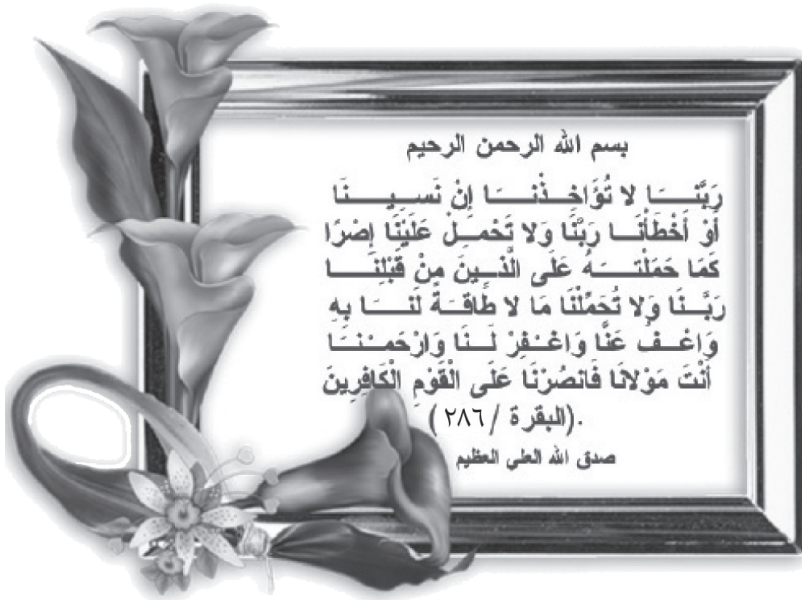 بسم الله الرحمن الرحيم
رَبَّنَا لا تُؤَاخِذْنَا إِنْ نَسِينَا
أَوْ أَخْطَأْنَا رَبَّنَا وَلا تَحْمِلْ عَلَيْنَا إِصْرًا
كَمَا حَمَلْتَهُ عَلَى الَّذِينَ مِنْ قَبْلِنَا
رَبَّنَا وَلا تُحَمِّلْنَا مَا لا طَاقَةَ لَنَا بِهِ
وَاعْفُ عَنَّا وَاغْفِرْ لَنَا وَارْحَمْنَا
أَنْتَ مَوْلانَا فَانصُرْنَا عَلَى الْقَوْمِ الْكَافِرِينَ
.(البقرة / ٢٨٦)
صدق الله العلي العظيم